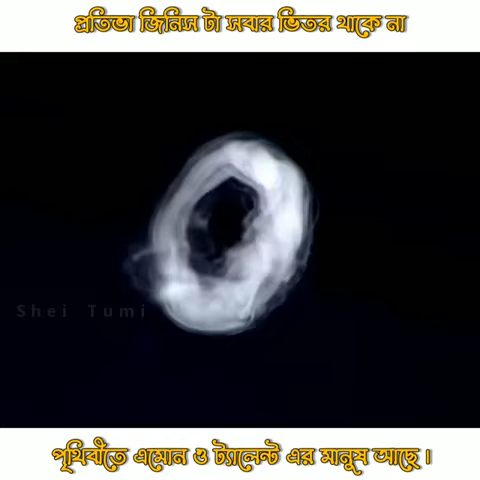 প্রতিভা জিনিস টা সবার ভিতর থাকে না
Shei Tumi
পৃথিবীতে এমোন ও ট্যালেন্ট এর মানুষ আছে।